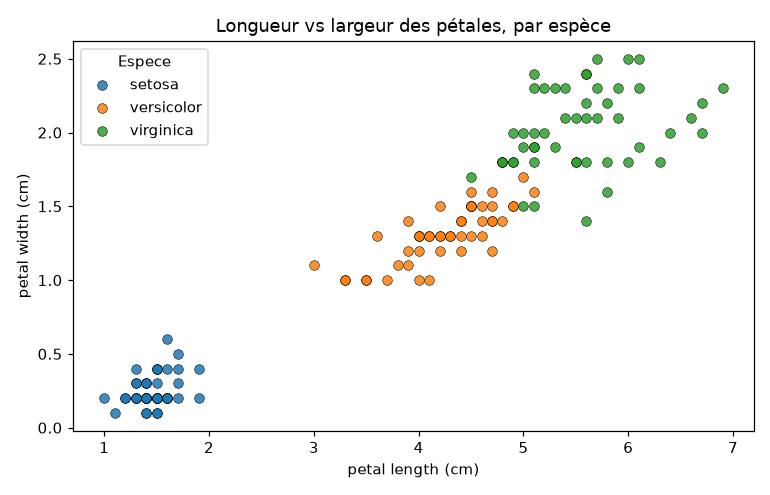 Longueur vs largeur des pétales, par espèce
Espece
setosa
versicolor
virginica
petal width (cm)
2.5
2.0
1.5
1.0
0.5
0.0
1 2 3 4 5 6 7
petal length (cm)